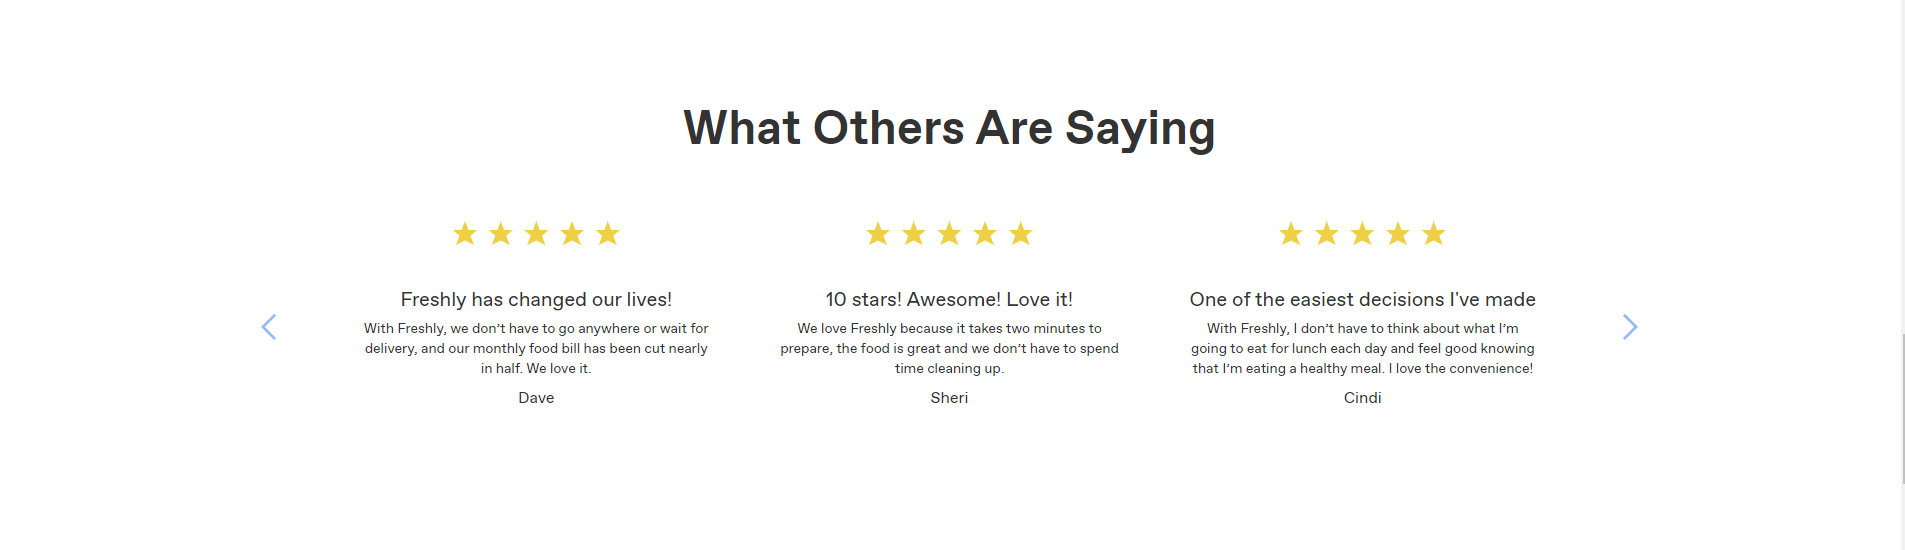 What Others Are Saying
Freshly has changed our lives!
With Freshly, we don’t have to go anywhere or wait for
delivery, and our monthly food bill has been cut nearly
in half. We love it.
Dave
10 stars! Awesome! Love it!
We love Freshly because it takes two minutes to
prepare, the food is great and we don’t have to spend
time cleaning up.
Sheri
One of the easiest decisions I've made
With Freshly, I don’t have to think about what I’m
going to eat for lunch each day and feel good knowing
that I’m eating a healthy meal. I love the convenience!
Cindi